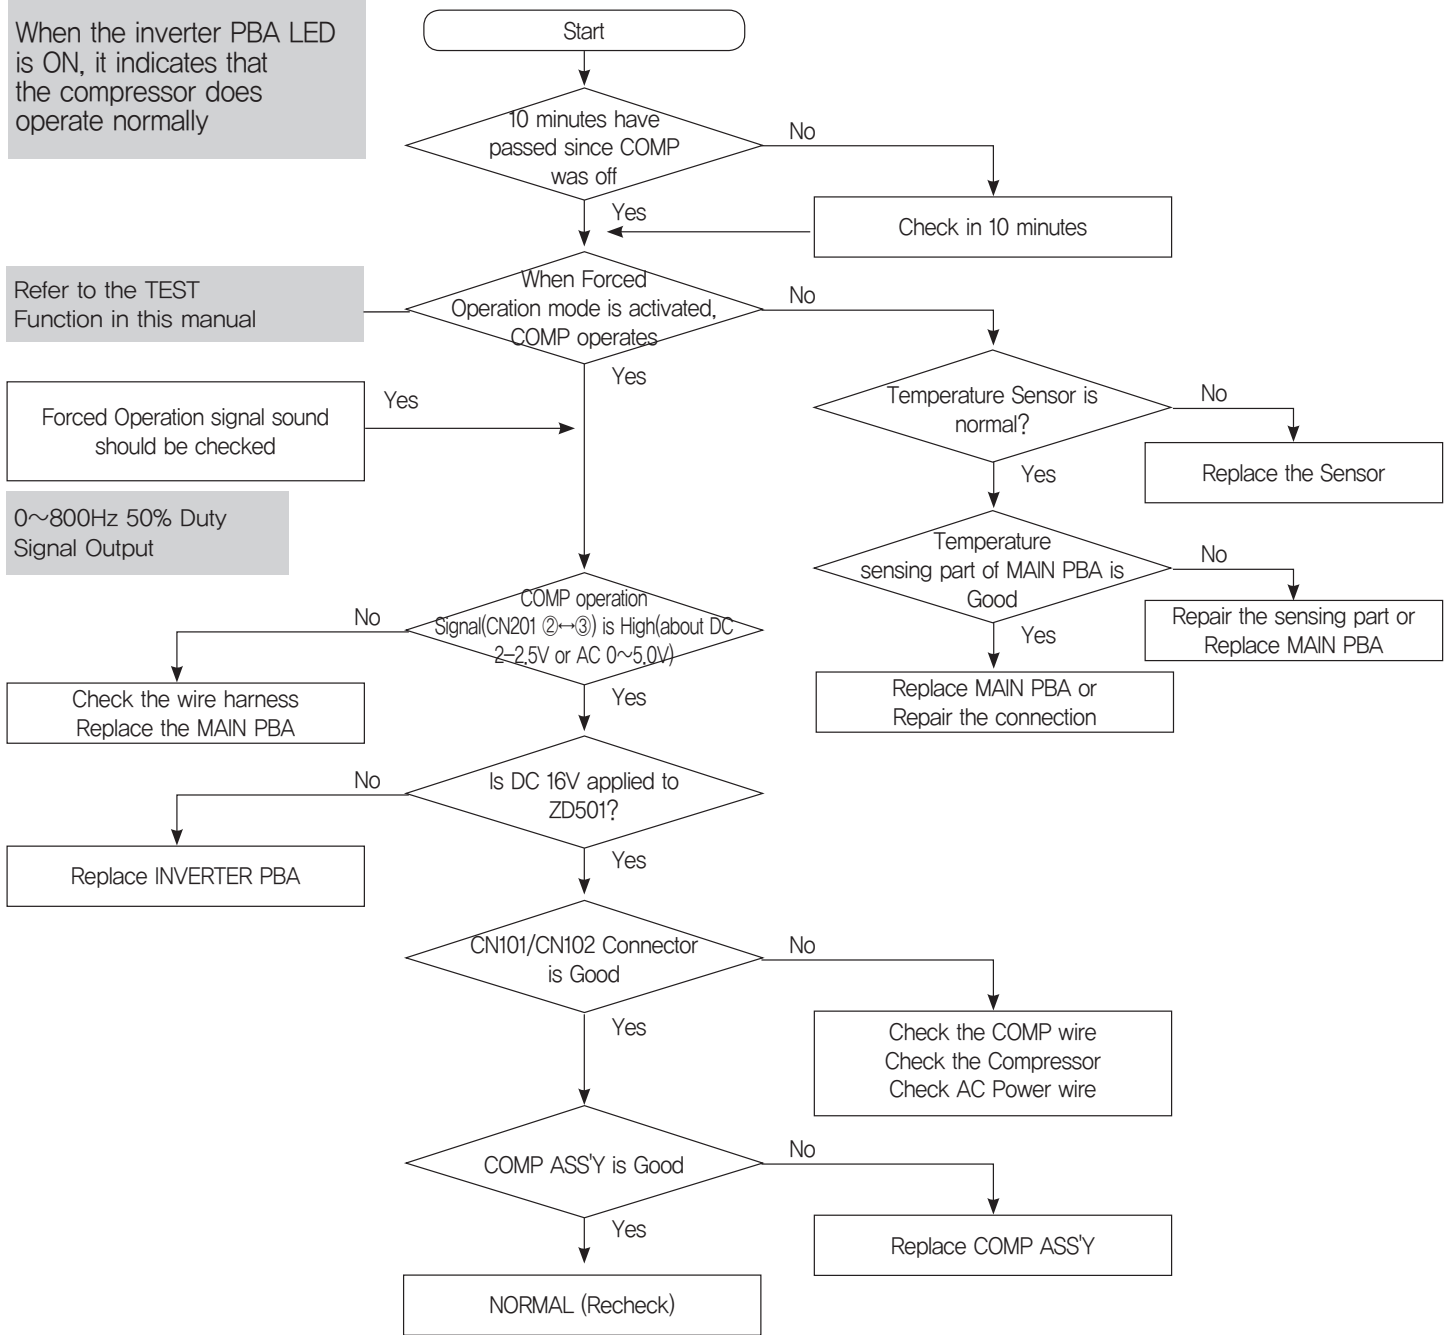 When the inverter PBA LED
is ON, it indicates that
the compressor does
operate normally
Start
10 minutes have
passed since COMP
was off
No
Yes
Check in 10 minutes
Refer to the TEST
Function in this manual
When Forced
Operation mode is activated,
COMP operates
No
Yes
Forced Operation signal sound
should be checked
Yes
Temperature Sensor is
normal?
No
Yes
Replace the Sensor
0~800Hz 50% Duty
Signal Output
Temperature
sensing part of MAIN PBA is
Good
No
Yes
Repair the sensing part or
Replace MAIN PBA
Replace MAIN PBA or
Repair the connection
COMP operation
Signal(CN201 ②↔③) is High(about DC
2-2.5V or AC 0~5.0V)
No
Yes
Check the wire harness
Replace the MAIN PBA
Is DC 16V applied to
ZD501?
No
Yes
Replace INVERTER PBA
CN101/CN102 Connector
is Good
No
Yes
Check the COMP wire
Check the Compressor
Check AC Power wire
COMP ASS'Y is Good
No
Yes
Replace COMP ASS'Y
NORMAL (Recheck)